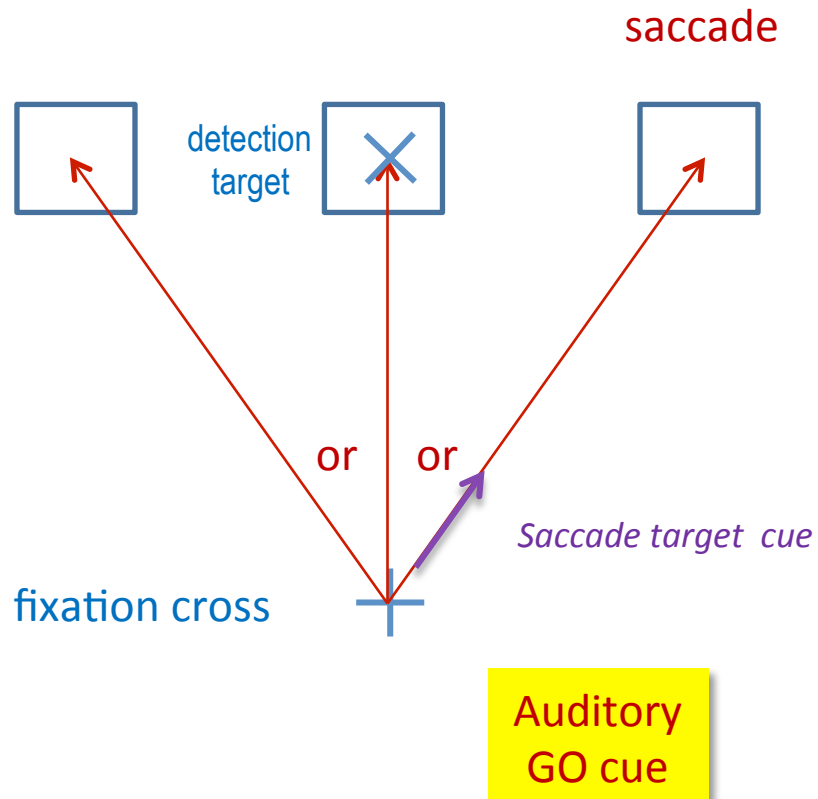 saccade
detection
target
or or
Saccade target cue
fixation cross
Auditory
GO cue